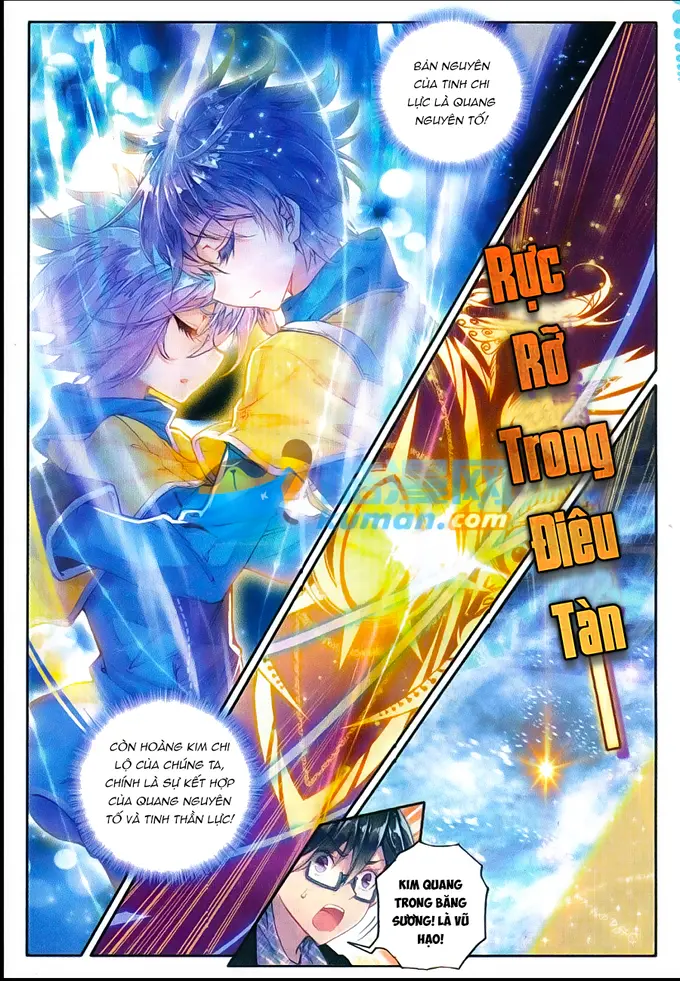 BẢN NGUYÊN
CỦA TINH CHI
LỰC LÀ QUANG
NGUYÊN TỐ!
RỰC
RỠ
TRONG
ĐIÊU
TÀN
kuman.com
CÒN HOÀNG KIM CHI
LỘ CỦA CHÚNG TA,
CHÍNH LÀ SỰ KẾT HỢP
CỦA QUANG NGUYÊN
TỐ VÀ TINH THẦN LỰC!
KIM QUANG
TRONG BĂNG
SƯƠNG! LÀ VŨ
HẠO!